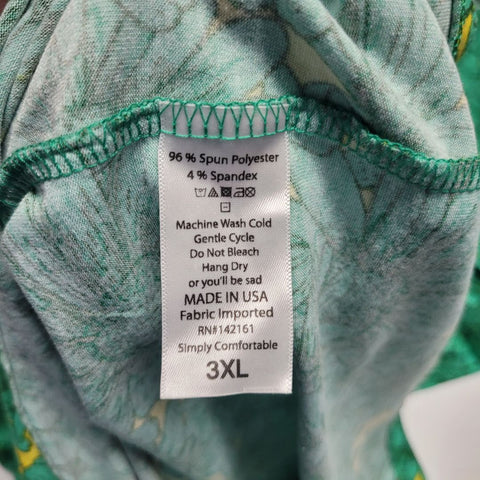 96 % Spun Polyester
4 % Spandex
Machine Wash Cold
Gentle Cycle
Do Not Bleach
Hang Dry
or you'll be sad
MADE IN USA
Fabric Imported
RN#142161
Simply Comfortable
3XL